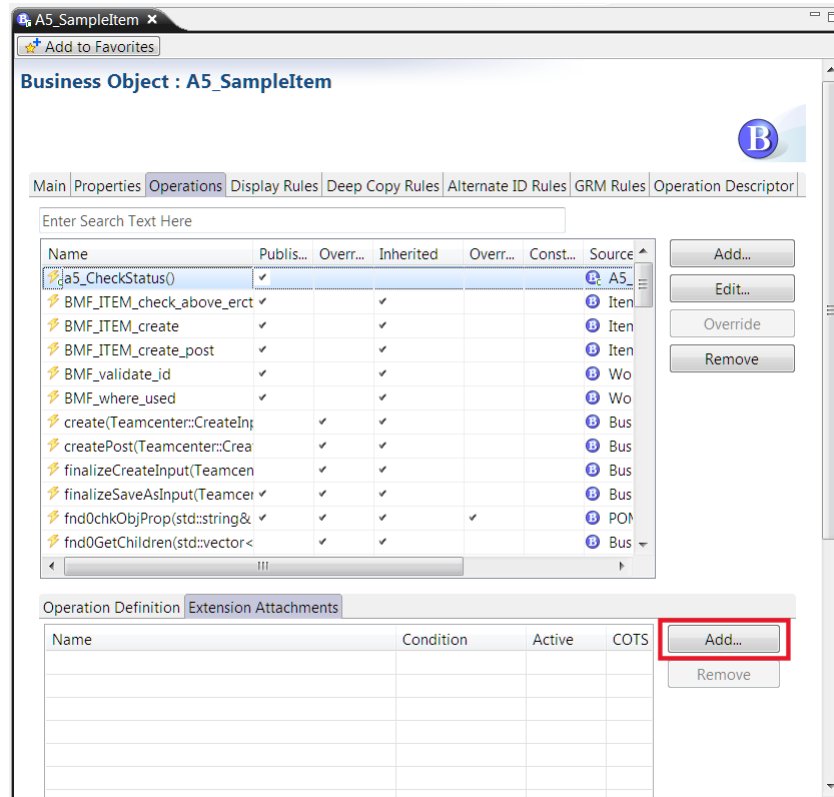 A5_SampleItem
Add to Favorites
Business Object : A5_SampleItem
B
Main Properties Operations Display Rules Deep Copy Rules Alternate ID Rules GRM Rules Operation Descriptor
Enter Search Text Here
Name Publis... Overr... Inherited Overr... Const... Source
Add...
a5_CheckStatus() A5_
Edit...
BMF_ITEM_check_above_erct Iten
BMF_ITEM_create Iten
Override
BMF_ITEM_create_post Iten
Remove
BMF_validate_id Wo
BMF_where_used Wo
create(Teamcenter::CreateInp Bus
createPost(Teamcenter::Crea Bus
finalizeCreateInput(Teamcen Bus
finalizeSaveAsInput(Teamcer Bus
fnd0chkObjProp(std::string& POM
fnd0GetChildren(std::vector< Bus
Operation Definition Extension Attachments
Name Condition Active COTS
Add...
Remove